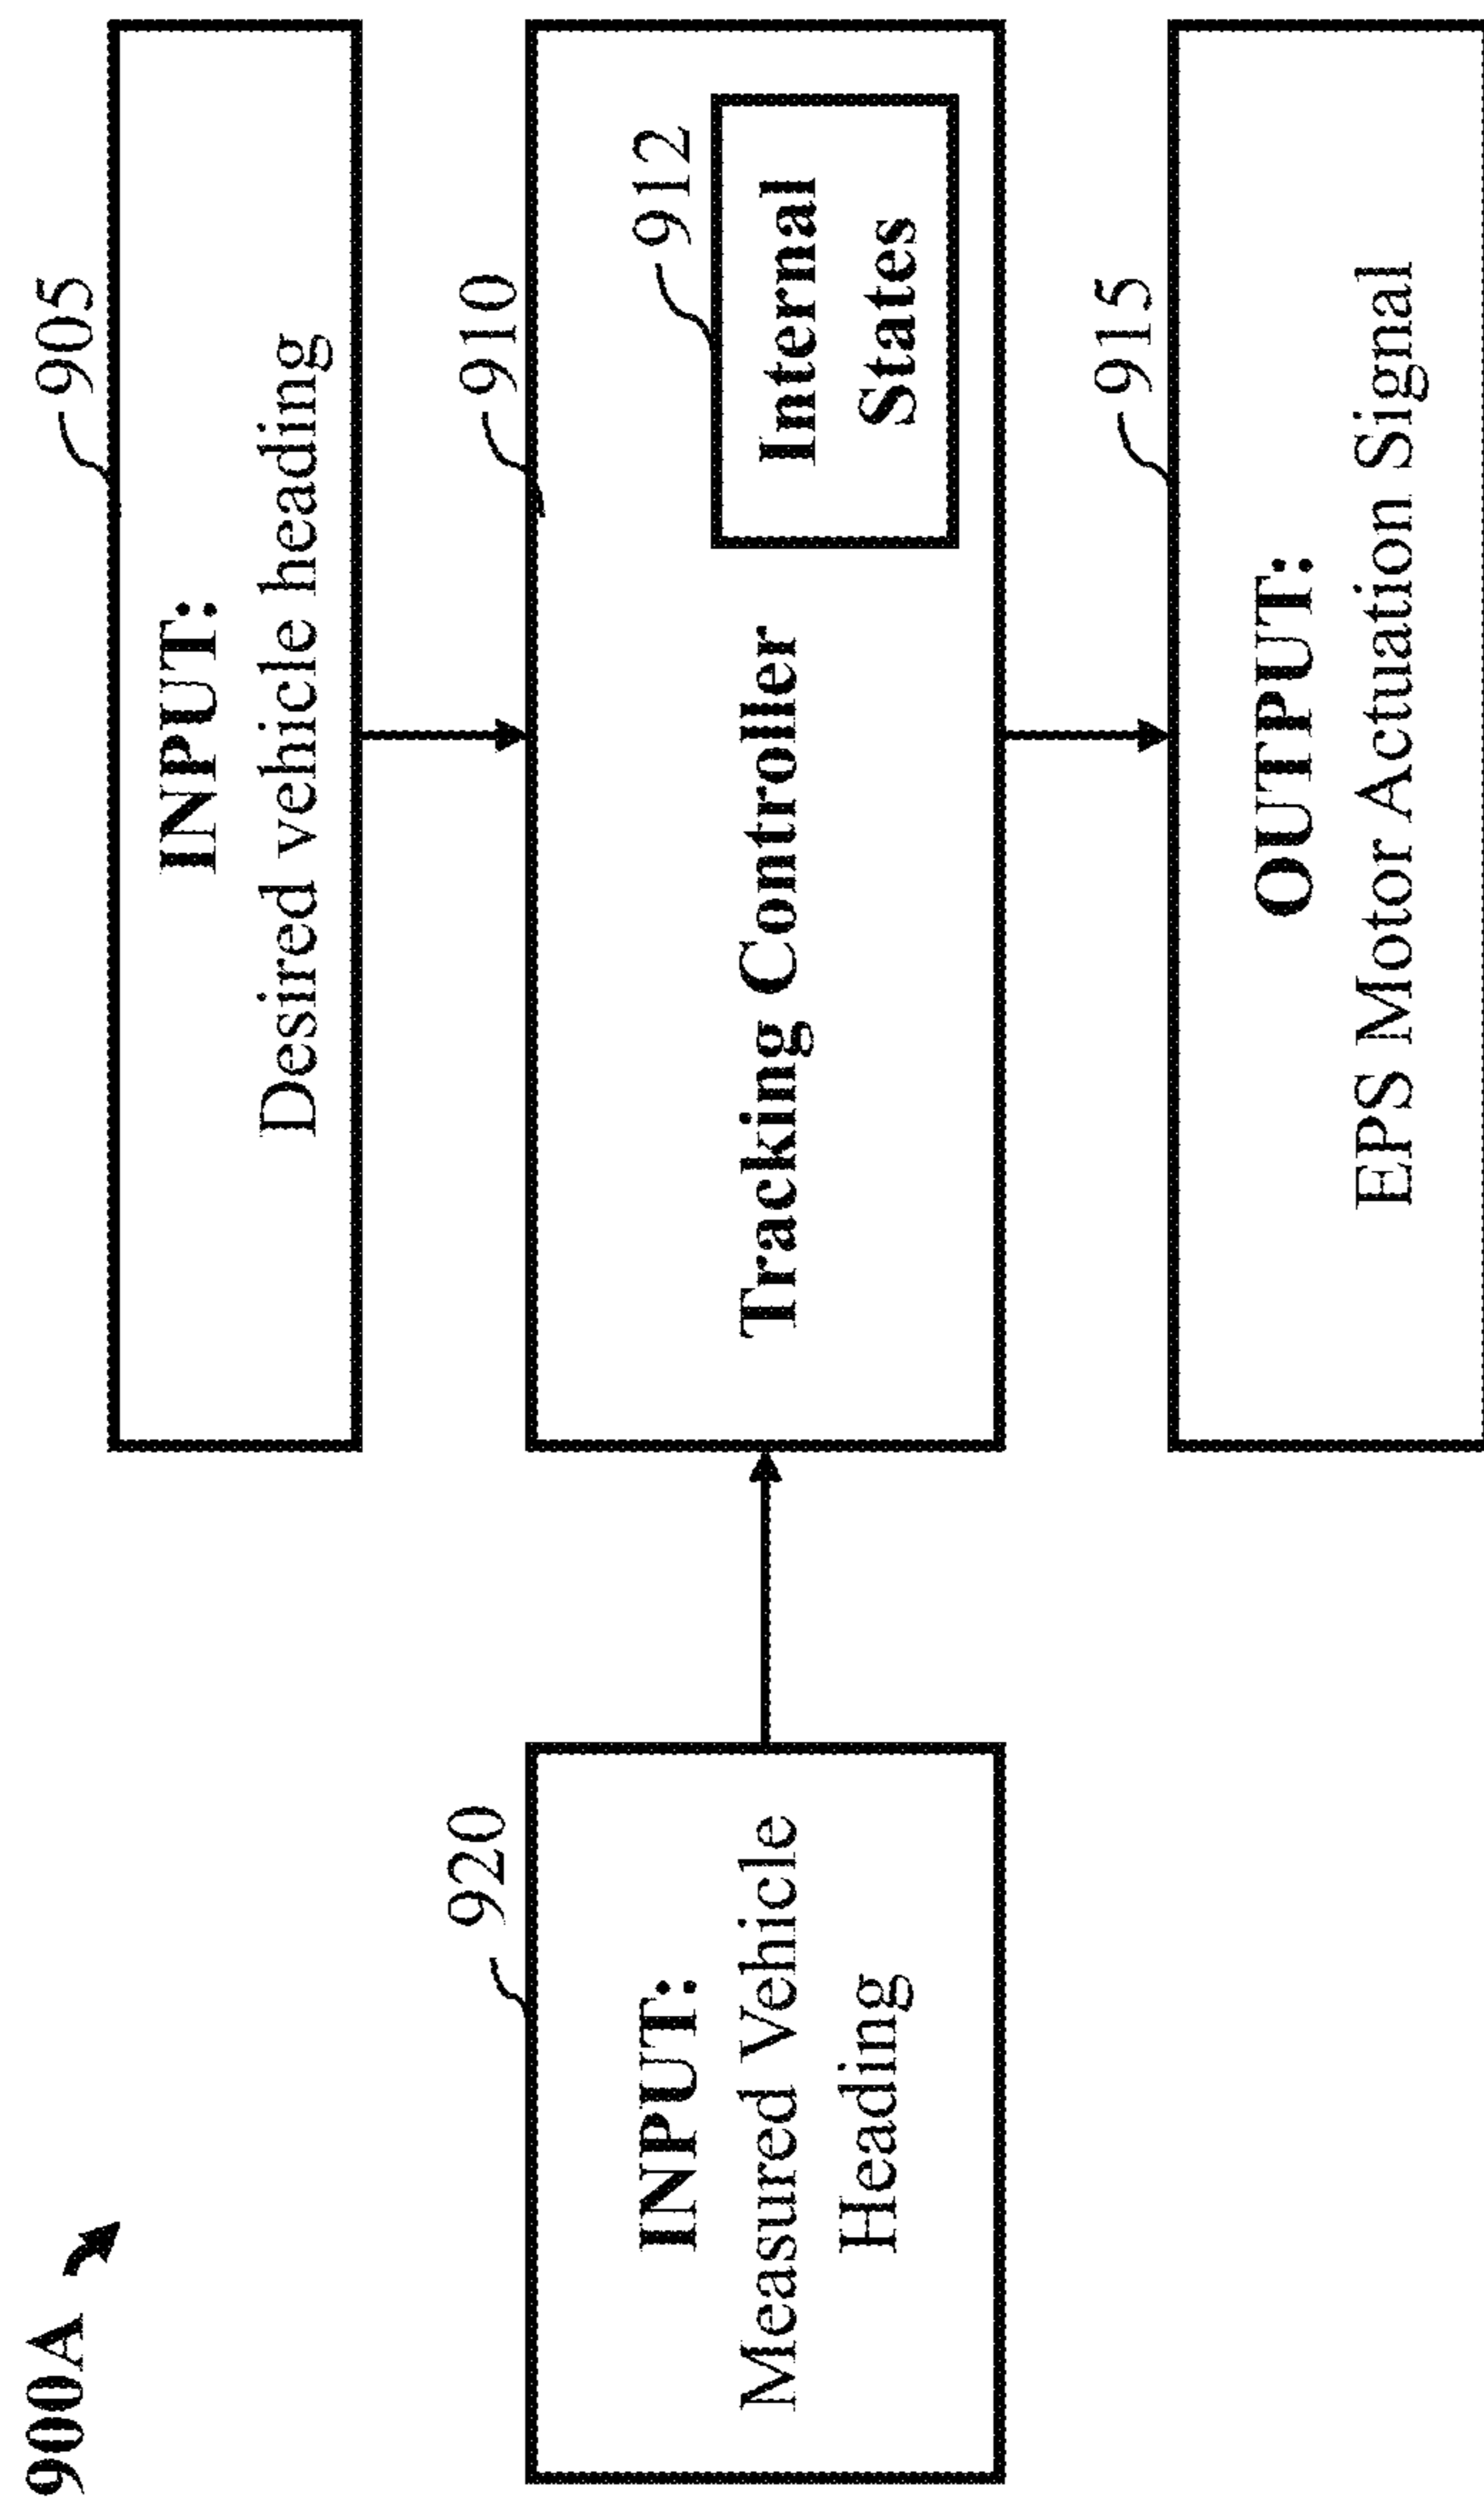 900A
905
INPUT:
Desired vehicle heading
920
INPUT:
Measured Vehicle
Heading
910
Tracking Controller
912
Internal
States
915
OUTPUT:
EPS Motor Actuation Signal